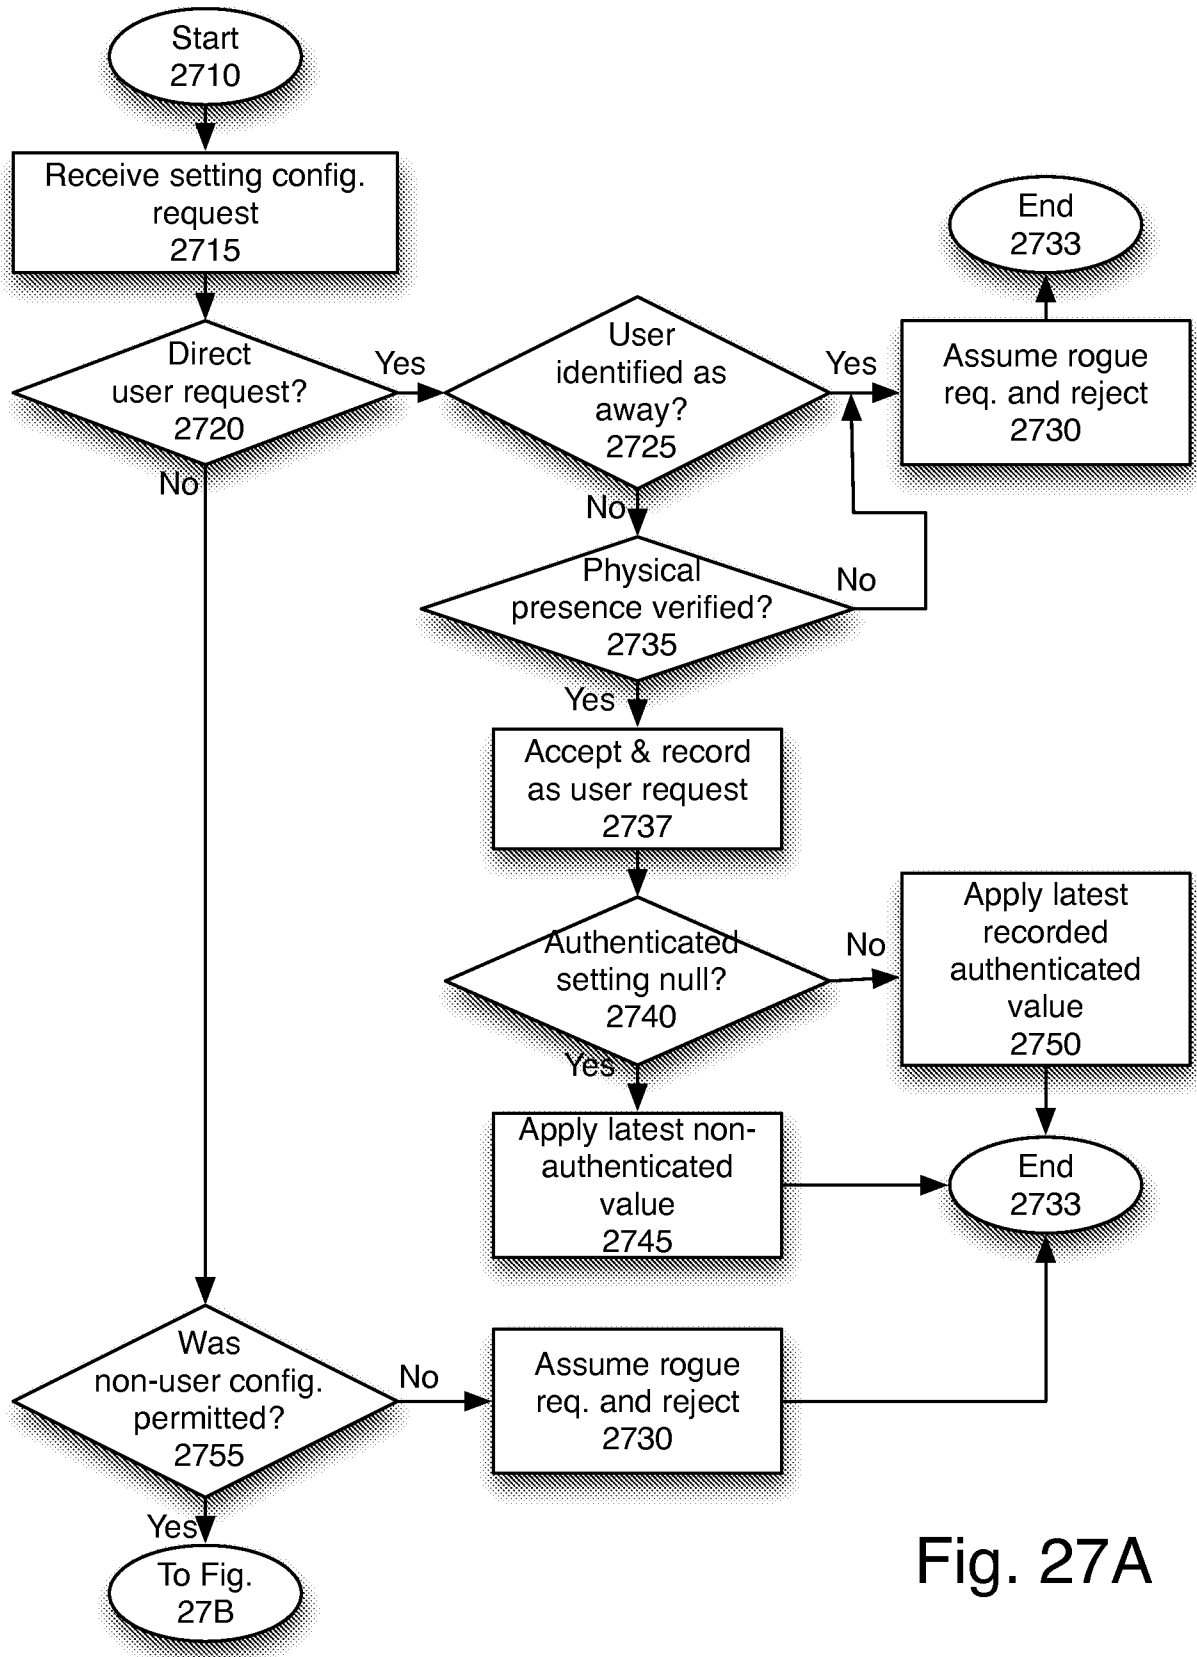 Start
2710
Receive setting config.
request
2715
Direct
user request?
2720
Yes
No
User
identified as
away?
2725
Yes
No
End
2733
Assume rogue
req. and reject
2730
Physical
presence verified?
2735
No
Yes
Accept & record
as user request
2737
Authenticated
setting null?
2740
No
Yes
Apply latest
recorded
authenticated
value
2750
Apply latest non-
authenticated
value
2745
End
2733
Was
non-user config.
permitted?
2755
No
Yes
Assume rogue
req. and reject
2730
To Fig.
27B
Fig. 27A